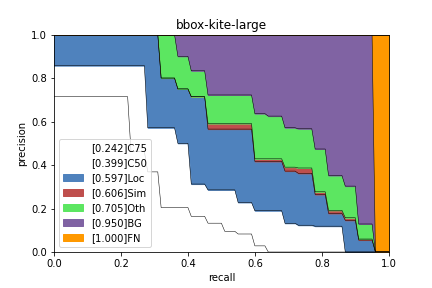 bbox-kite-large
1.0
0.8
0.6
0.4
0.2
0.0
precision
[0.242]C75
[0.399]C50
[0.597]Loc
[0.606]Sim
[0.705]Oth
[0.950]BG
[1.000]FN
0.0 0.2 0.4 0.6 0.8 1.0
recall